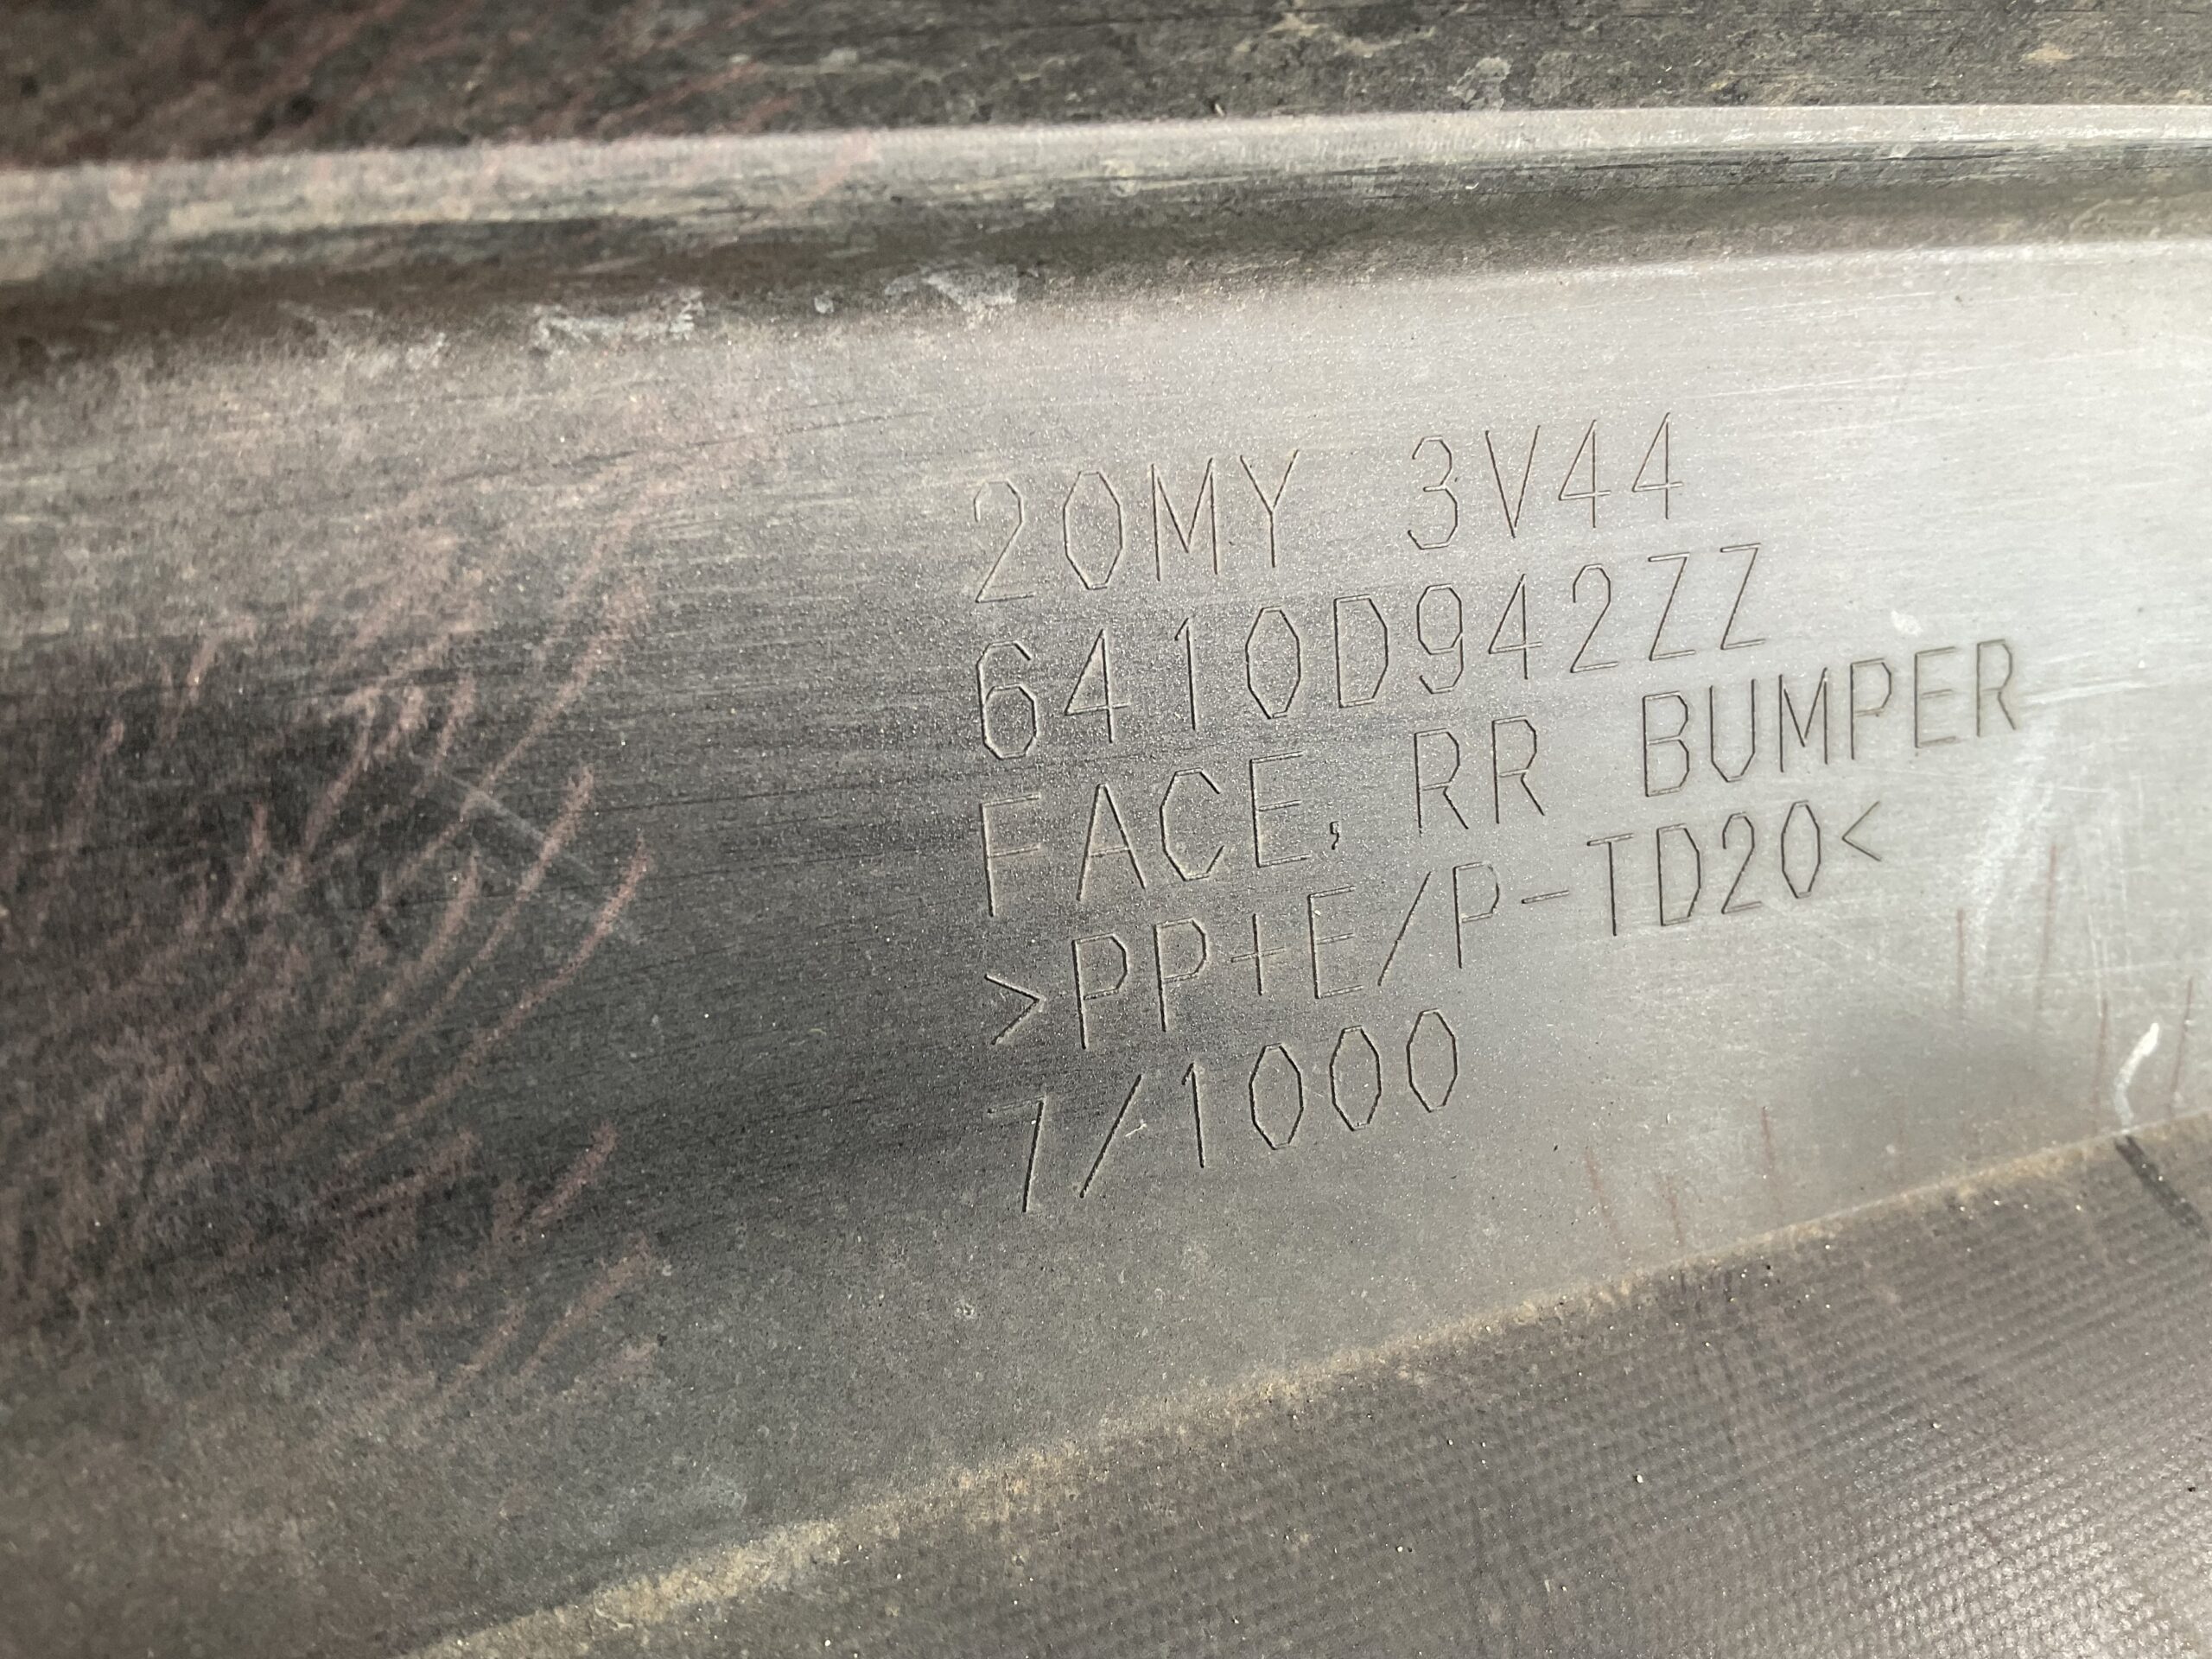 20MY 3V44
6410D942ZZ
FACE, RR BUMPER
>PP+E/P-TD20<
7/1000